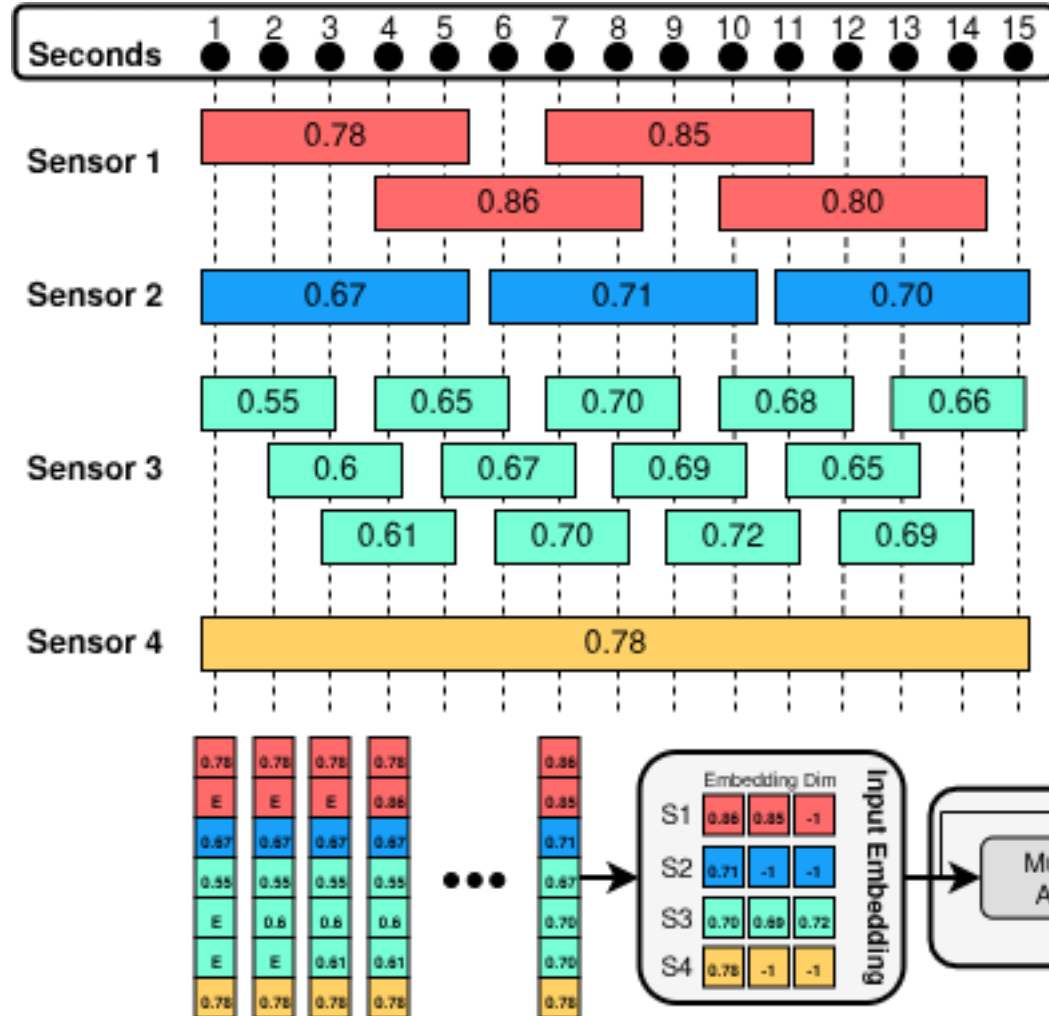 1 2 3 4 5 6 7 8 9 10 11 12 13 14 15
Seconds
Sensor 1
0.78 0.85
0.86 0.80
Sensor 2
0.67 0.71 0.70
Sensor 3
0.55 0.65 0.70 0.68 0.66
0.6 0.67 0.69 0.65
0.61 0.70 0.72 0.69
Sensor 4
0.78
0.78 0.78 0.78 0.78 0.86
E E E 0.86 0.85
0.67 0.67 0.67 0.67 0.71
0.55 0.55 0.55 0.55 0.67
E 0.6 0.6 0.6 0.70
E E 0.61 0.61 0.70
0.78 0.78 0.78 0.78 0.78
Embedding Dim
S1 0.86 0.85 -1
S2 0.71 -1 -1
S3 0.70 0.69 0.72
S4 0.78 -1 -1
Input Embedding
Mu
A